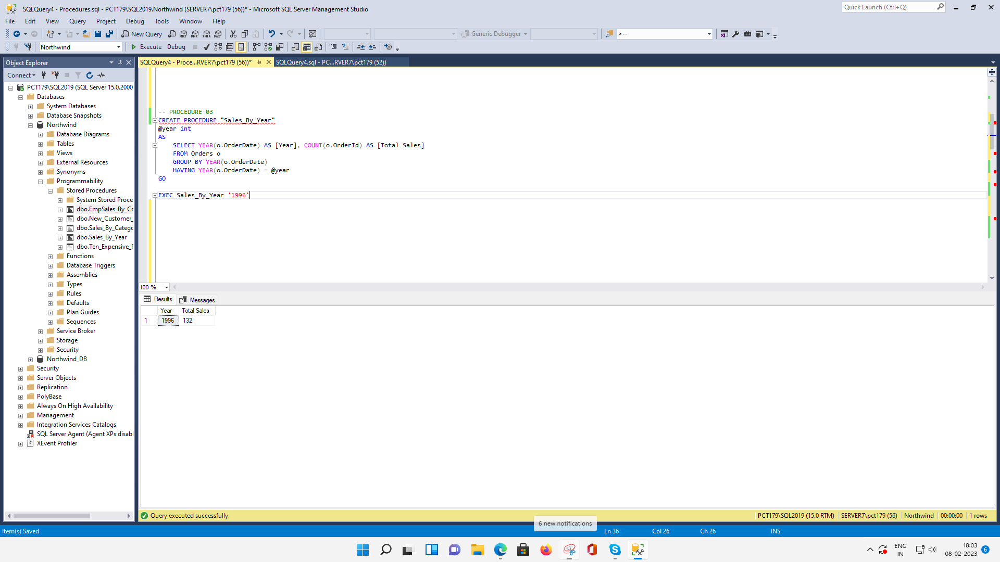 SQLQuery4 - Procedures.sql - PCT179\SQL2019.Northwind (SERVER7\pct179 (56))* - Microsoft SQL Server Management Studio
Quick Launch (Ctrl+Q)
File Edit View Query Project Debug Tools Window Help
New Query
Generic Debugger
>--
Northwind
Execute Debug
Object Explorer
SQLQuery4 - Proce...RVER7\pct179 (56))*
SQLQuery4.sql - PC...RVER7\pct179 (52))
Connect
PCT179\SQL2019 (SQL Server 15.0.2000
Databases
System Databases
Database Snapshots
Northwind
Database Diagrams
Tables
Views
External Resources
Synonyms
Programmability
Stored Procedures
System Stored Proce
dbo.EmpSales_By_Co
dbo.New_Customer_
dbo.Sales_By_Catego
dbo.Sales_By_Year
dbo.Ten_Expensive_P
Functions
Database Triggers
Assemblies
Types
Rules
Defaults
Plan Guides
Sequences
Service Broker
Storage
Security
Northwind_DB
Security
Server Objects
Replication
PolyBase
Always On High Availability
Management
Integration Services Catalogs
SQL Server Agent (Agent XPs disabl
XEvent Profiler
-- PROCEDURE 03
CREATE PROCEDURE "Sales_By_Year"
@year int
AS
SELECT YEAR(o.OrderDate) AS [Year], COUNT(o.OrderId) AS [Total Sales]
FROM Orders o
GROUP BY YEAR(o.OrderDate)
HAVING YEAR(o.OrderDate) = @year
GO
EXEC Sales_By_Year '1996'
100 %
Results Messages
Year Total Sales
1 1996 132
Query executed successfully.
PCT179\SQL2019 (15.0 RTM) SERVER7\pct179 (56) Northwind 00:00:00 1 rows
6 new notifications
Item(s) Saved
Ln 36 Col 26 Ch 26 INS
ENG
IN
18:03
08-02-2023
6